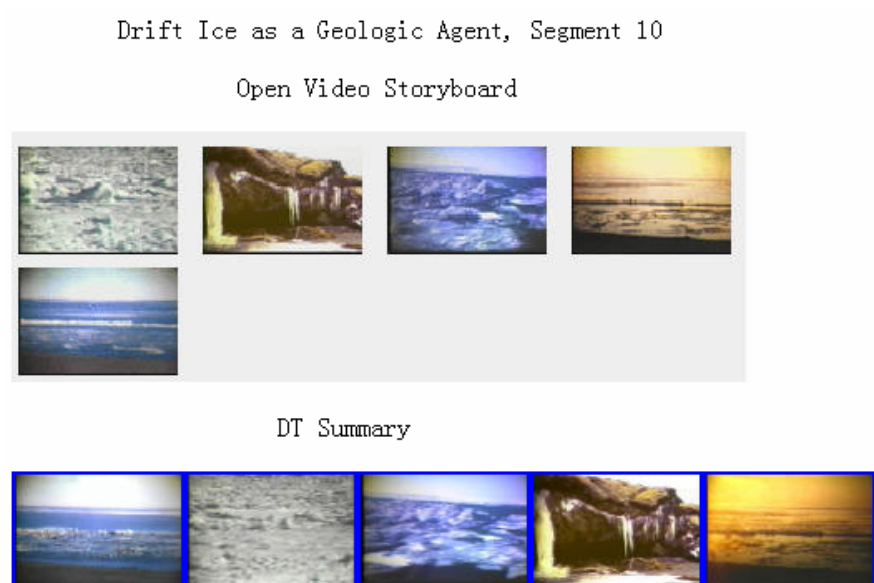 Drift Ice as a Geologic Agent, Segment 10
Open Video Storyboard
DT Summary